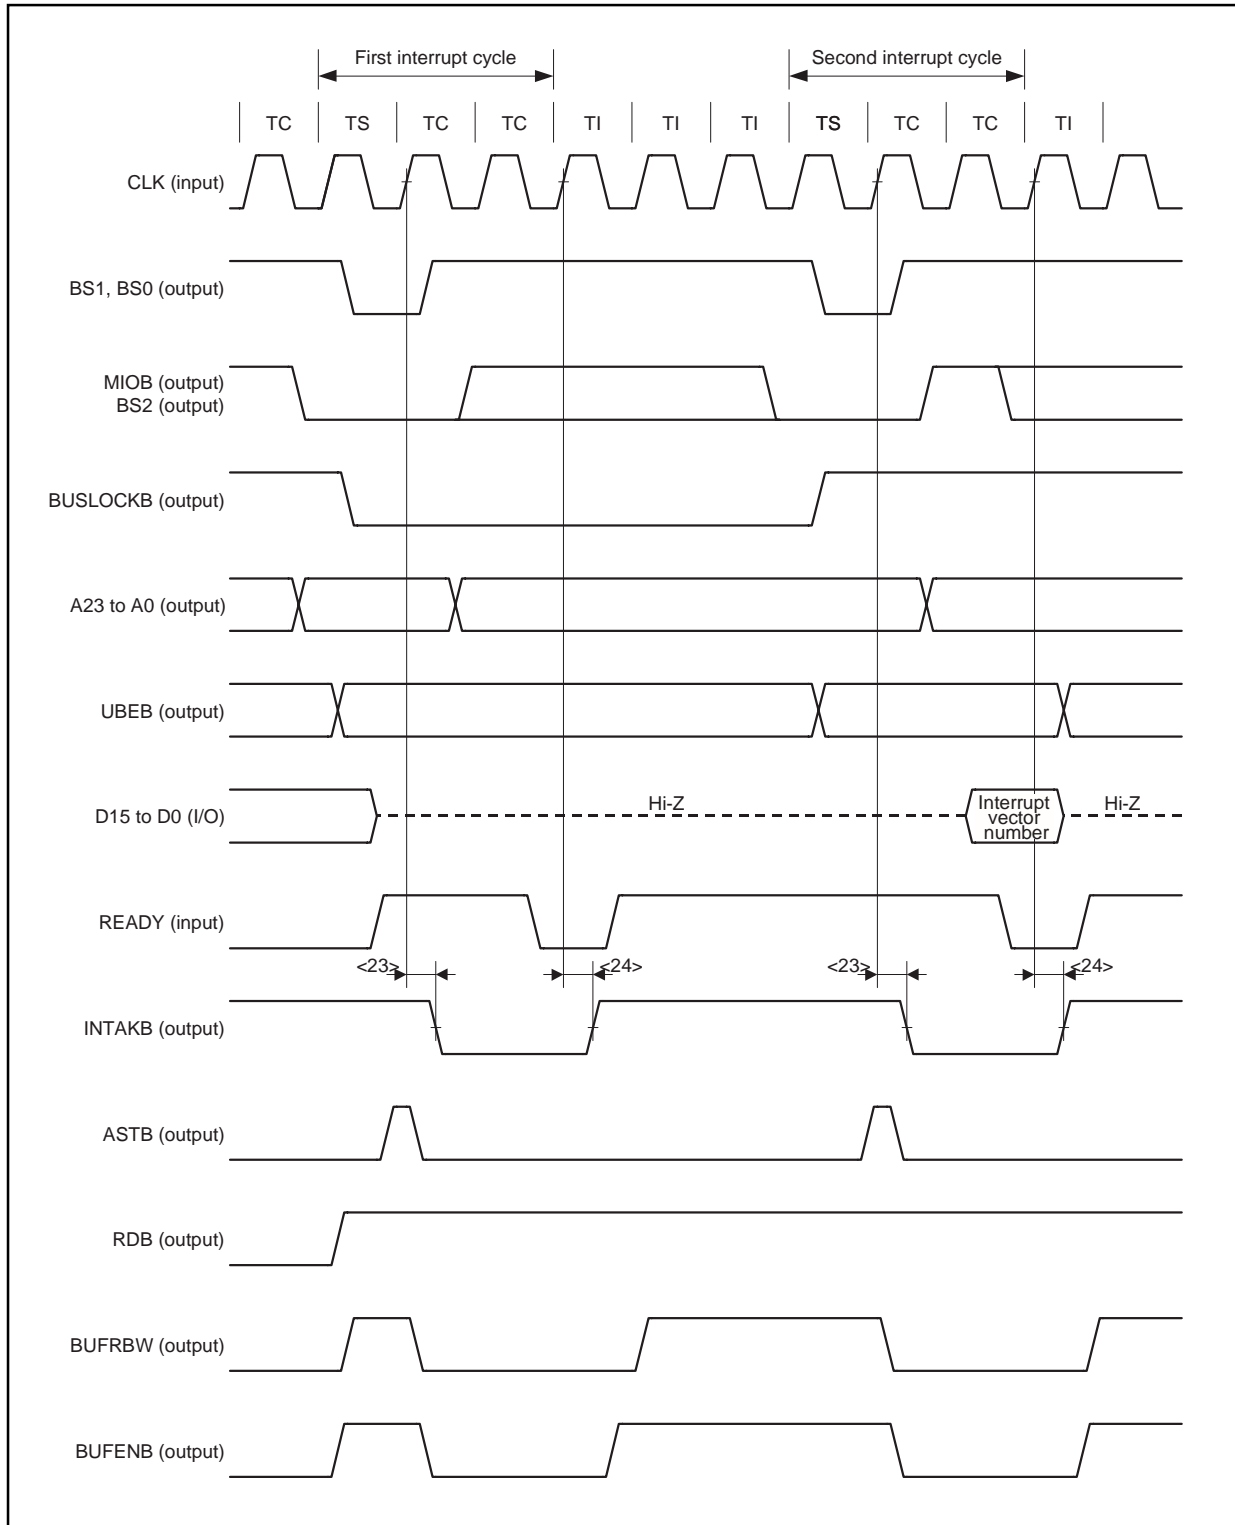 First interrupt cycle
Second interrupt cycle
TC TS TC TC TI TI TI TS TC TC TI
CLK (input)
BS1, BS0 (output)
MIOB (output)
BS2 (output)
BUSLOCKB (output)
A23 to A0 (output)
UBEB (output)
D15 to D0 (I/O)
Hi-Z
Interrupt
vector
number
Hi-Z
READY (input)
<23> <24> <23> <24>
INTAKB (output)
ASTB (output)
RDB (output)
BUFRBW (output)
BUFENB (output)